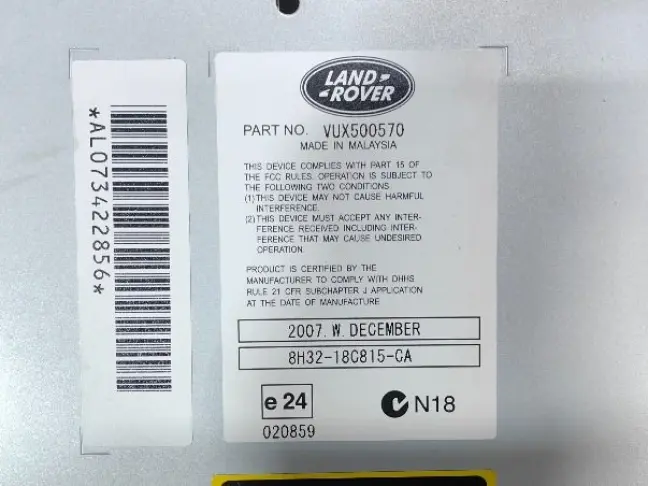 *AL073422856*
LAND-
-ROVER
PART NO. VUX500570
MADE IN MALAYSIA
THIS DEVICE COMPLIES WITH PART 15 OF
THE FCC RULES. OPERATION IS SUBJECT TO
THE FOLLOWING TWO CONDITIONS
(1)THIS DEVICE MAY NOT CAUSE HARMFUL
INTERFERENCE.
(2)THIS DEVICE MUST ACCEPT ANY INTER-
FERENCE RECEIVED INCLUDING INTER-
FERENCE THAT MAY CAUSE UNDESIRED
OPERATION.
PRODUCT IS CERTIFIED BY THE
MANUFACTURER TO COMPLY WITH DHHS
RULE 21 CFR SUBCHAPTER J APPLICATION
AT THE DATE OF MANUFACTURE
2007. W. DECEMBER
8H32-18C815-CA
e 24
N18
020859